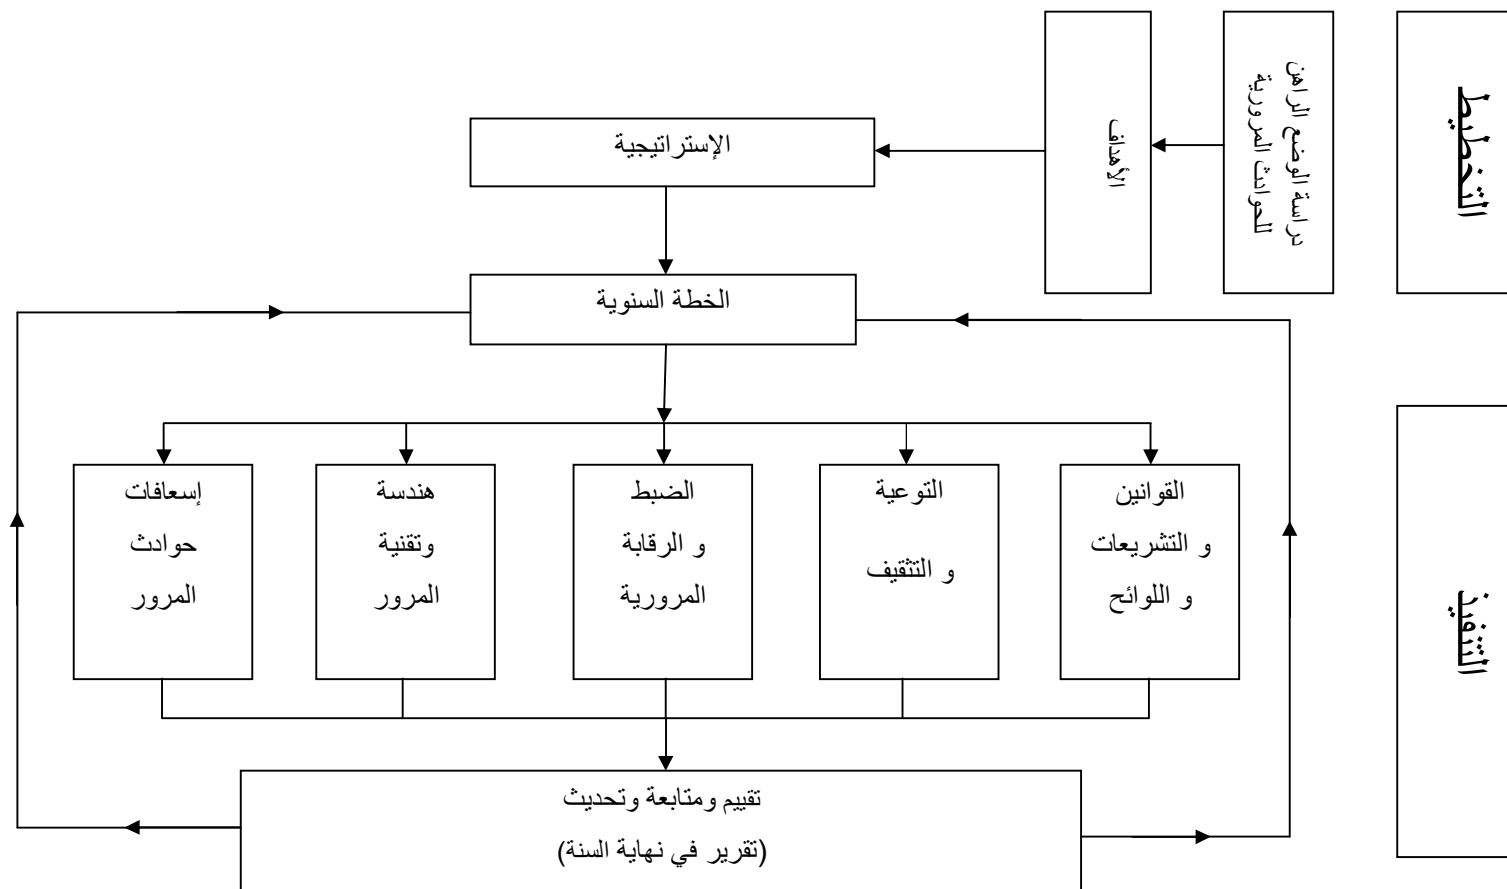 التخطيط
دراسة الوضع الراهن
للحوادث المرورية
الأهداف
الإستراتيجية
الخطة السنوية
التنفيذ
القوانين
و التشريعات
و اللوائح
التوعية
و التثقيف
الضبط
و الرقابة
المرورية
هندسة
وتقنية
المرور
إسعافات
حوادث
المرور
تقييم ومتابعة وتحديث
(تقرير في نهاية السنة)